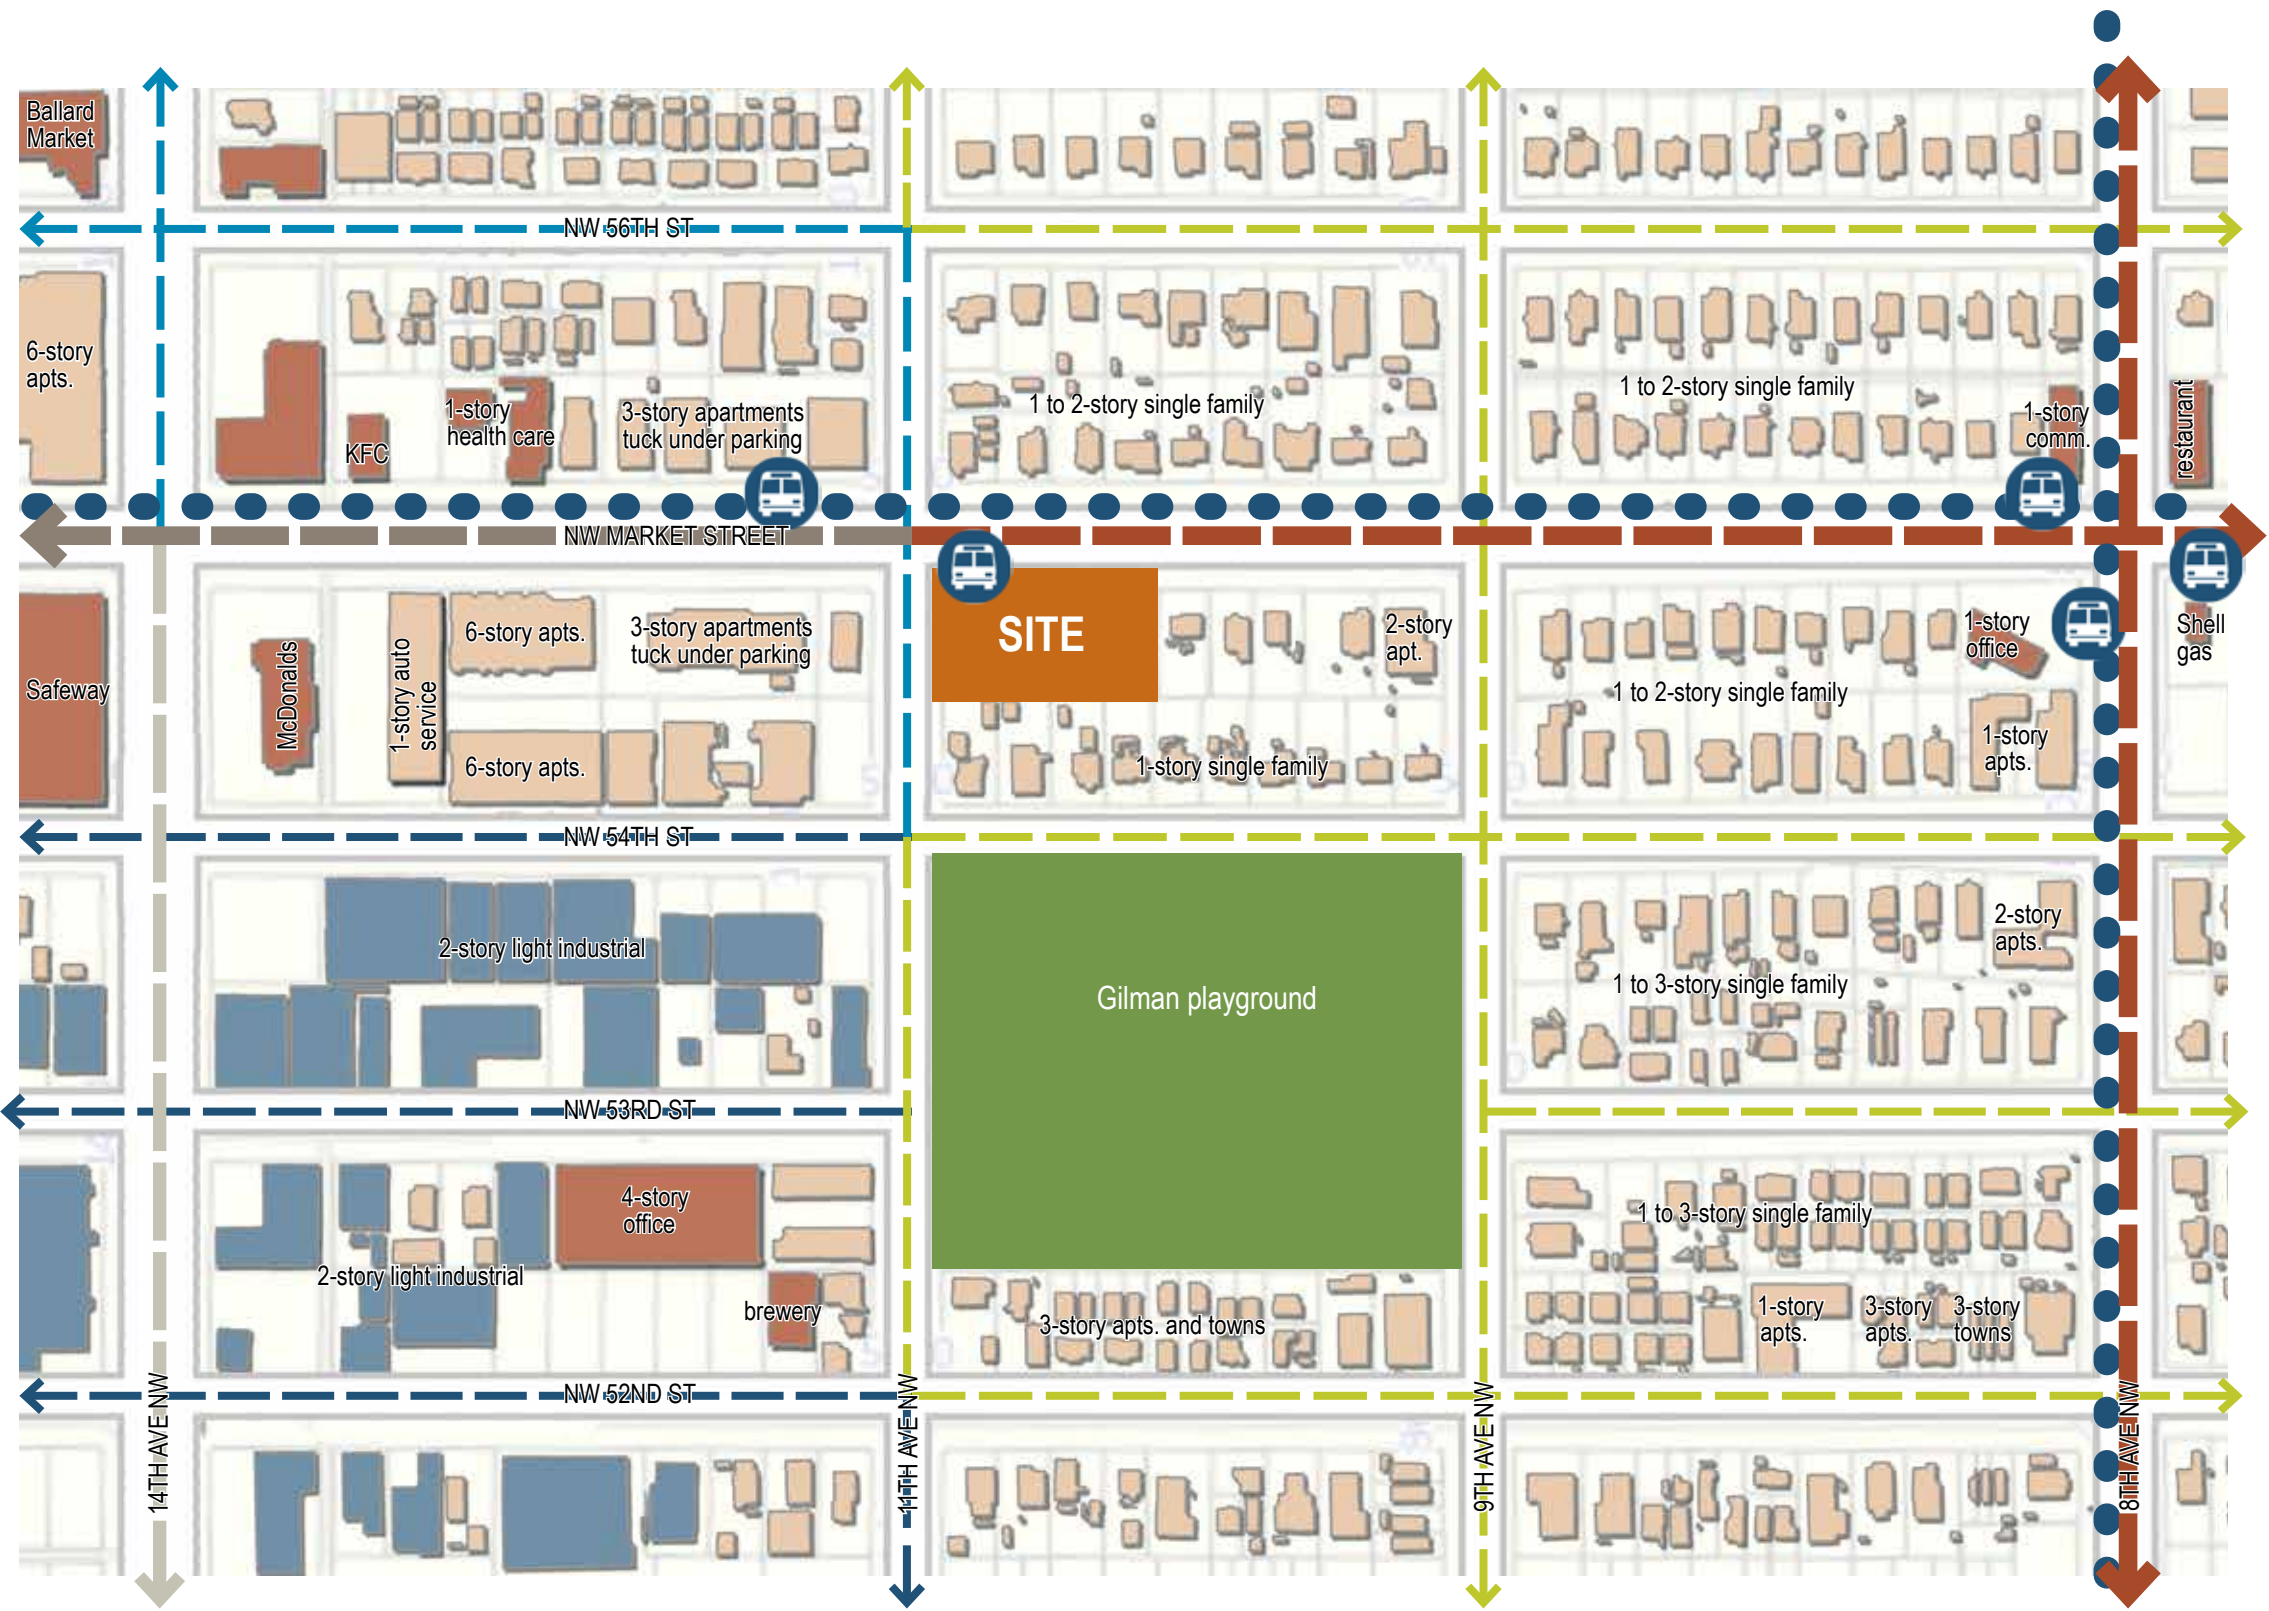 Ballard
Market
NW 56TH ST
6-story
apts.
KFC
1-story
health care
3-story apartments
tuck under parking
1 to 2-story single family
1 to 2-story single family
1-story
comm.
restaurant
NW MARKET STREET
Safeway
McDonalds
1-story auto
service
6-story apts.
3-story apartments
tuck under parking
6-story apts.
SITE
2-story
apt.
1-story single family
1 to 2-story single family
1-story
office
1-story
apts.
Shell
gas
NW 54TH ST
2-story light industrial
Gilman playground
1 to 3-story single family
2-story
apts.
NW 53RD ST
4-story
office
2-story light industrial
brewery
3-story apts. and towns
1 to 3-story single family
1-story
apts.
3-story
apts.
3-story
towns
NW 52ND ST
14TH AVE NW
11TH AVE NW
9TH AVE NW
8TH AVE NW